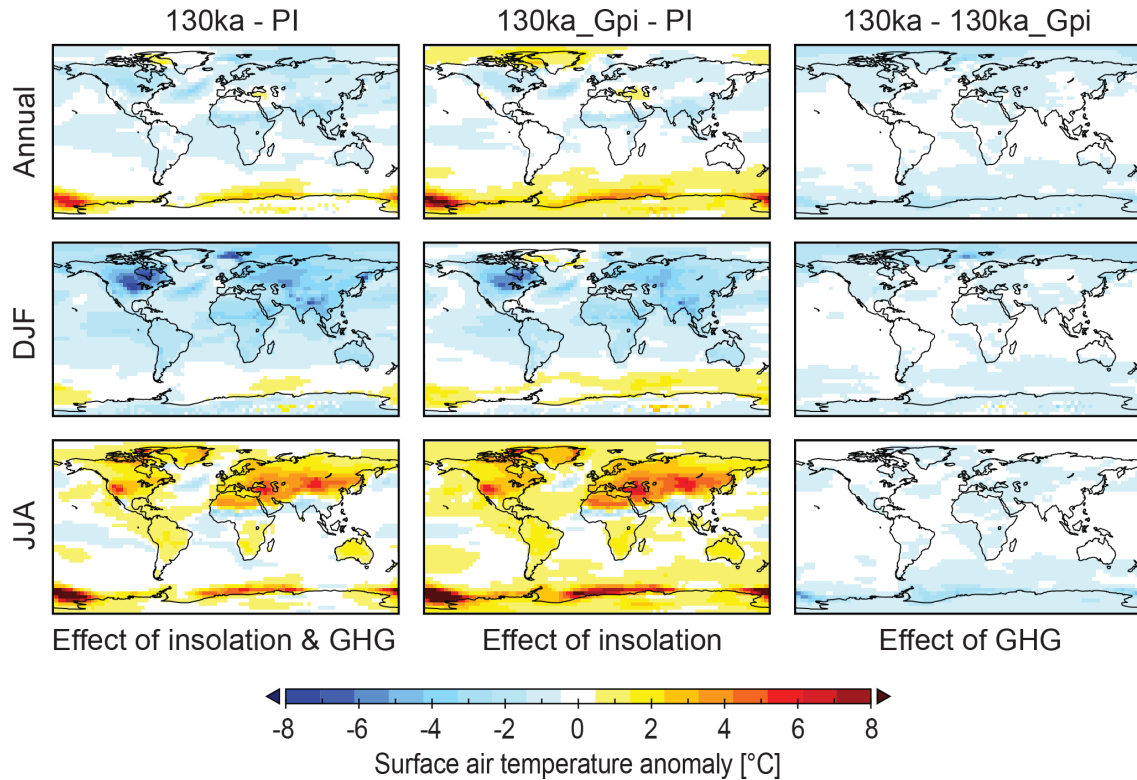 130ka - PI
130ka_Gpi - PI
130ka - 130ka_Gpi
Annual
DJF
JJA
Effect of insolation & GHG
Effect of insolation
Effect of GHG
-8 -6 -4 -2 0 2 4 6 8
Surface air temperature anomaly [°C]